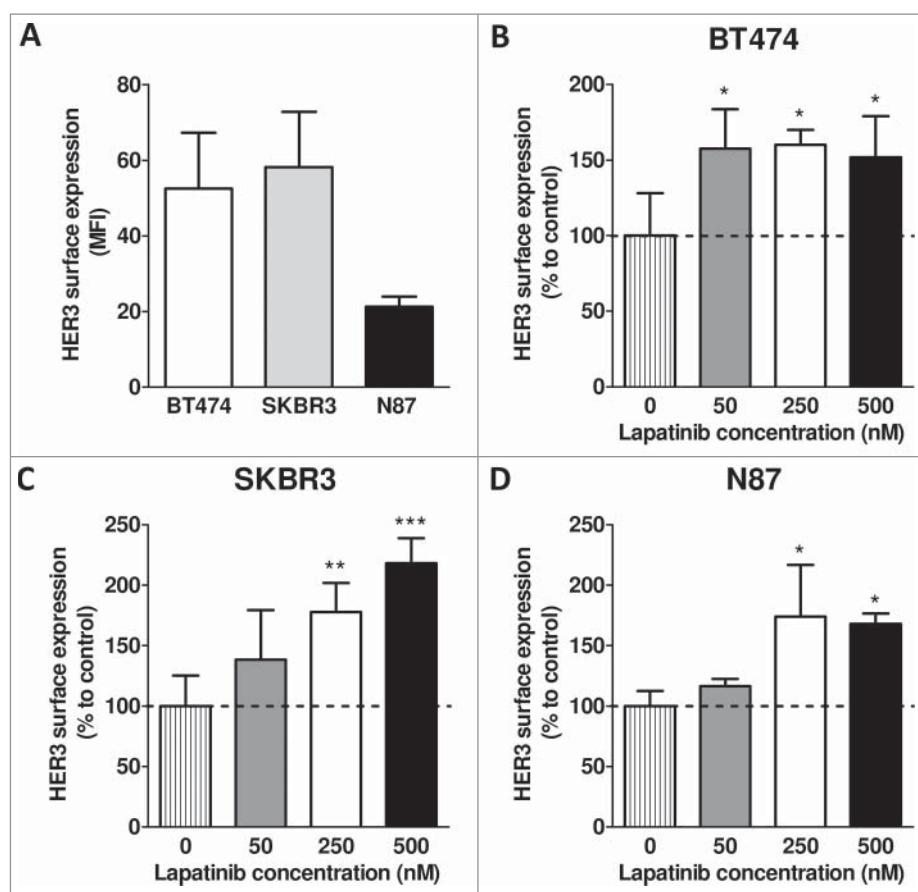 A
HER3 surface expression
(MFI)
80
60
40
20
0
BT474 SKBR3 N87
B
BT474
HER3 surface expression
(% to control)
200
150
100
50
0
*
*
*
0 50 250 500
Lapatinib concentration (nM)
C
SKBR3
HER3 surface expression
(% to control)
250
200
150
100
50
0
**
***
0 50 250 500
Lapatinib concentration (nM)
D
N87
HER3 surface expression
(% to control)
250
200
150
100
50
0
*
*
0 50 250 500
Lapatinib concentration (nM)